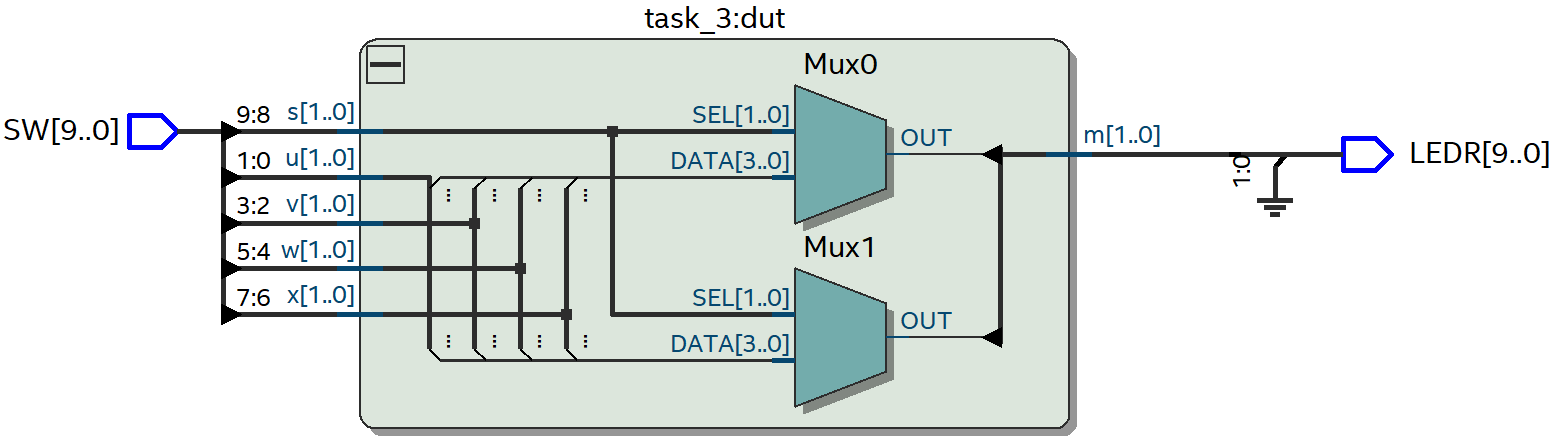 task_3:dut
Mux0
SW[9..0]
9:8 s[1..0]
SEL[1..0]
1:0 u[1..0]
DATA[3..0]
OUT
m[1..0]
1:0
LEDR[9..0]
3:2 v[1..0]
5:4 w[1..0]
Mux1
7:6 x[1..0]
SEL[1..0]
OUT
DATA[3..0]